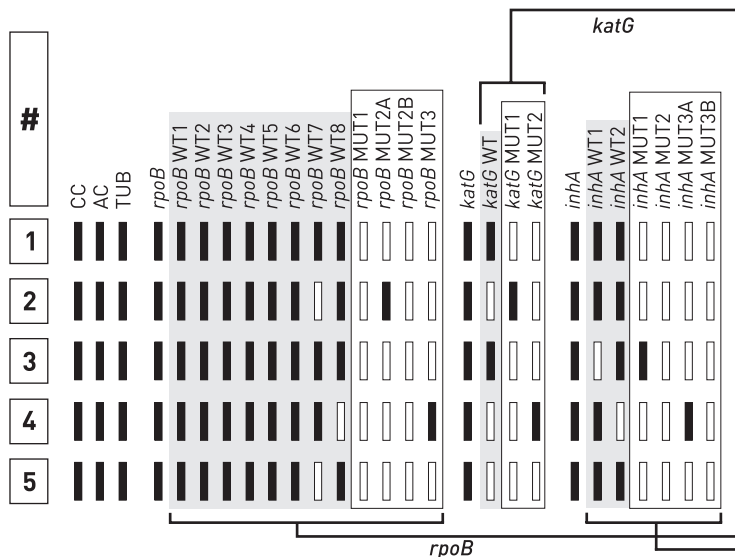 katG
#
CC
AC
TUB
rpoB
rpoB WT1
rpoB WT2
rpoB WT3
rpoB WT4
rpoB WT5
rpoB WT6
rpoB WT7
rpoB WT8
rpoB MUT1
rpoB MUT2A
rpoB MUT2B
rpoB MUT3
katG
katG WT
katG MUT1
katG MUT2
inhA
inhA WT1
inhA WT2
inhA MUT1
inhA MUT2
inhA MUT3A
inhA MUT3B
1
2
3
4
5
rpoB